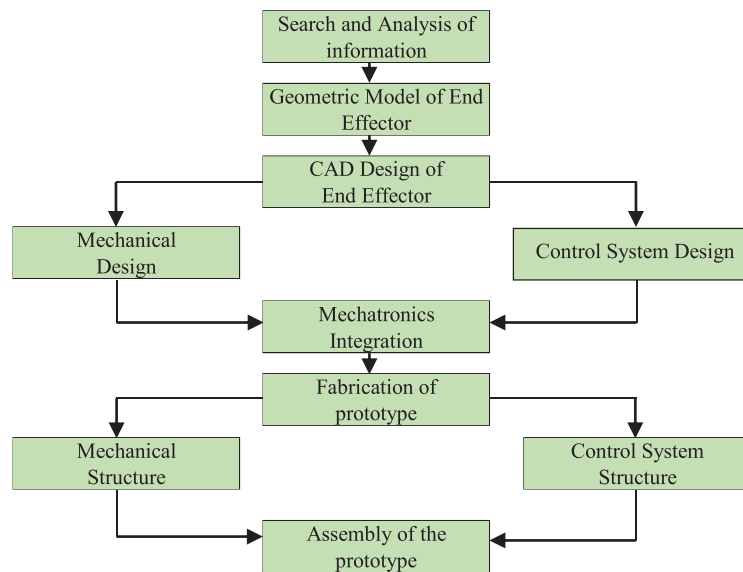 Search and Analysis of
information
Geometric Model of End
Effector
CAD Design of
End Effector
Mechanical
Design
Control System Design
Mechatronics
Integration
Fabrication of
prototype
Mechanical
Structure
Control System
Structure
Assembly of the
prototype